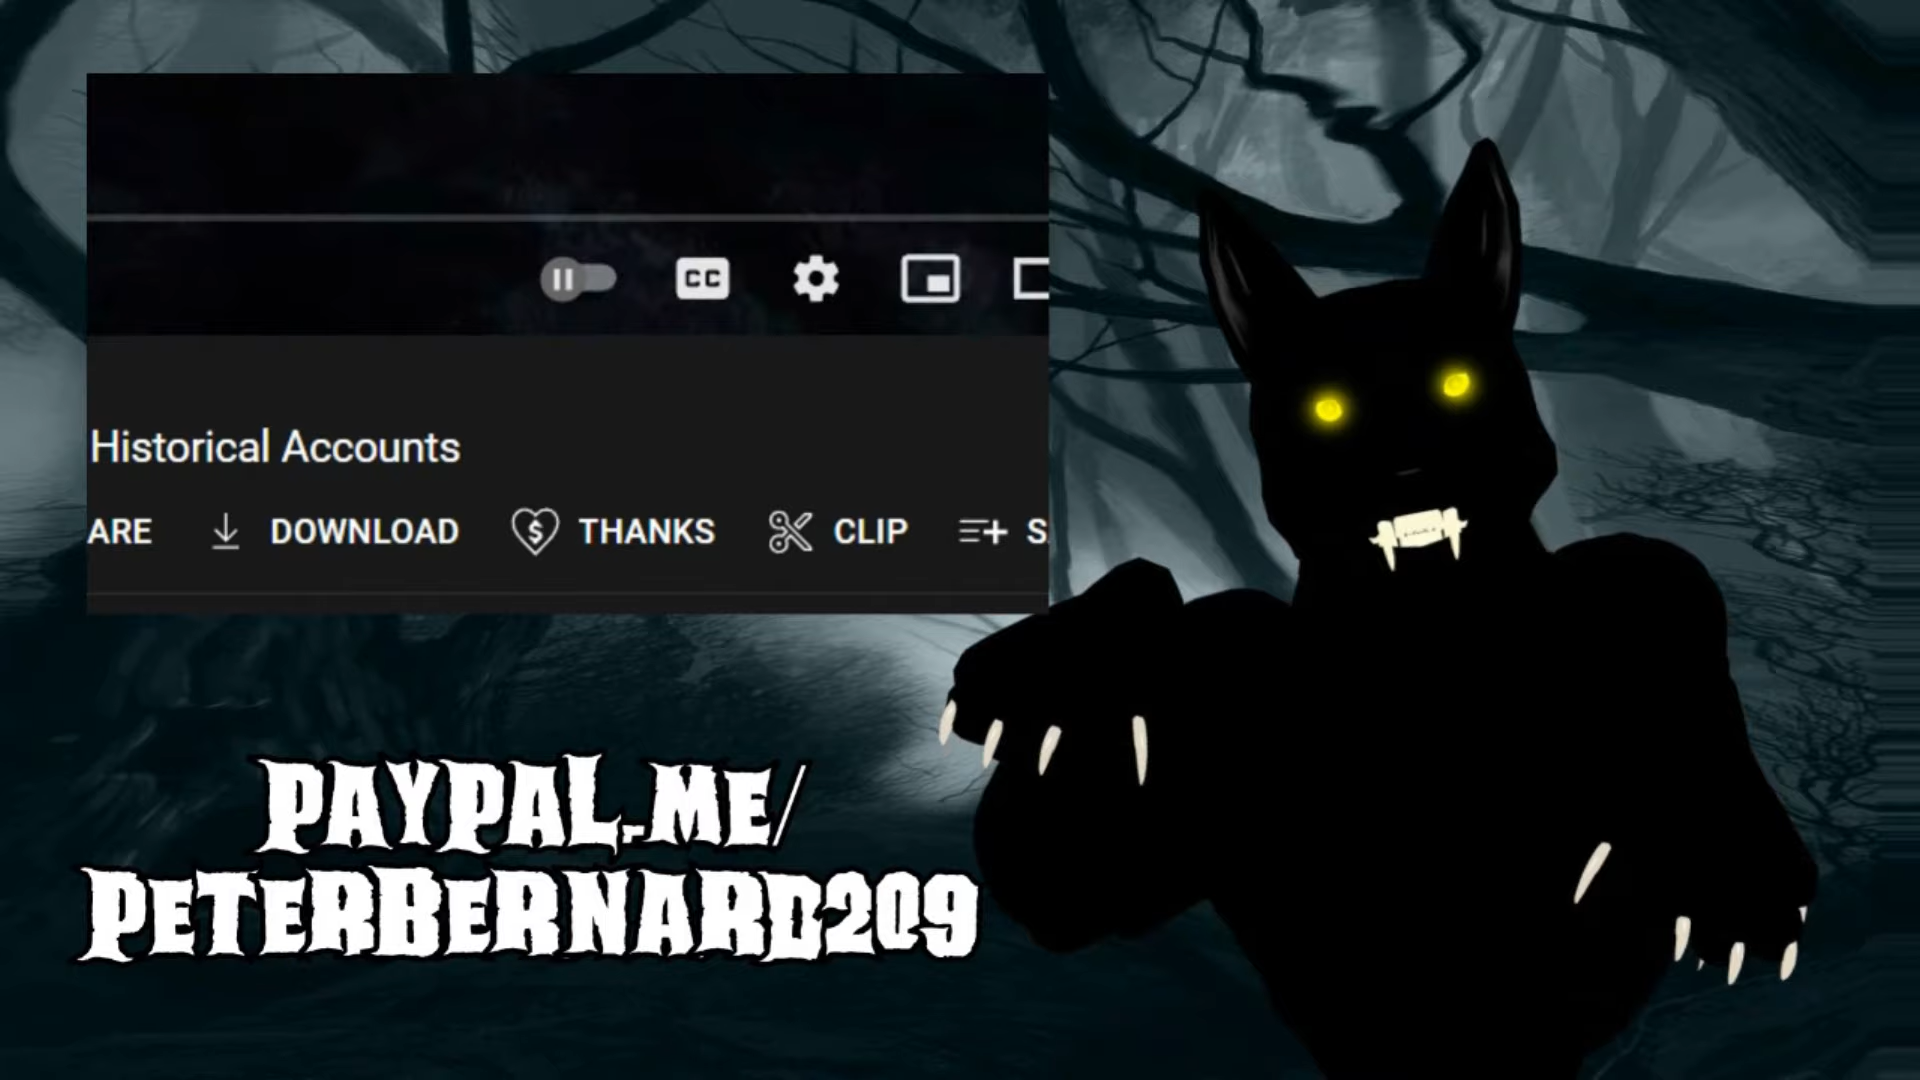 CC
Historical Accounts
ARE DOWNLOAD $ THANKS CLIP S
PAYPAL.ME/
PETERBERNARD209